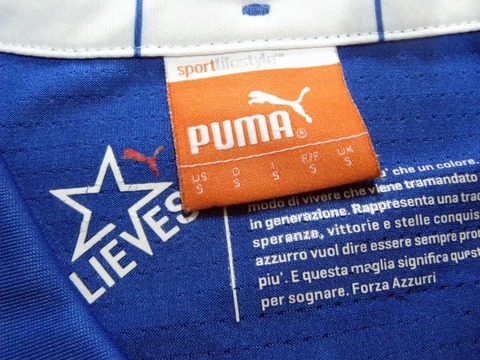 sportlifestyle™
PUMA®
US D I F/F UK
S S S S S
LIEVES
' che un colore.
modo di vivere che viene tramandato
in generazione. Rappresenta una trad
speranze, vittorie e stelle conquis
azzurro vuol dire essere sempre pron
piu'. E questa maglia significa quest
per sognare. Forza Azzurri